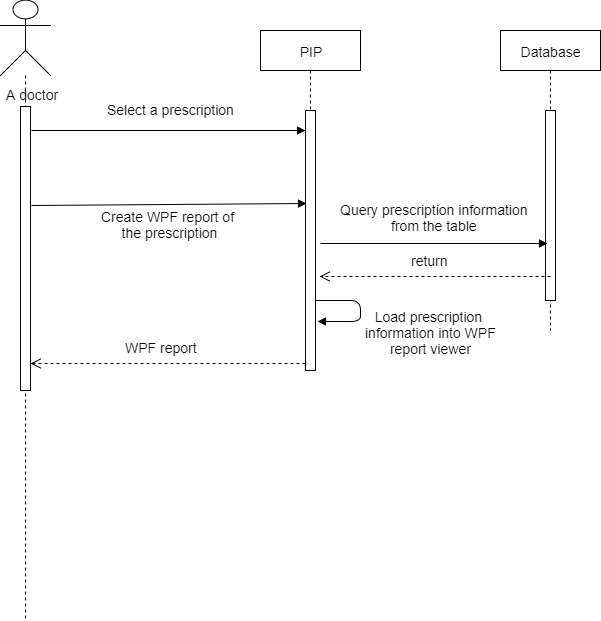 PIP
Database
A doctor
Select a prescription
Create WPF report of
the prescription
Query prescription information
from the table
return
Load prescription
information into WPF
report viewer
WPF report